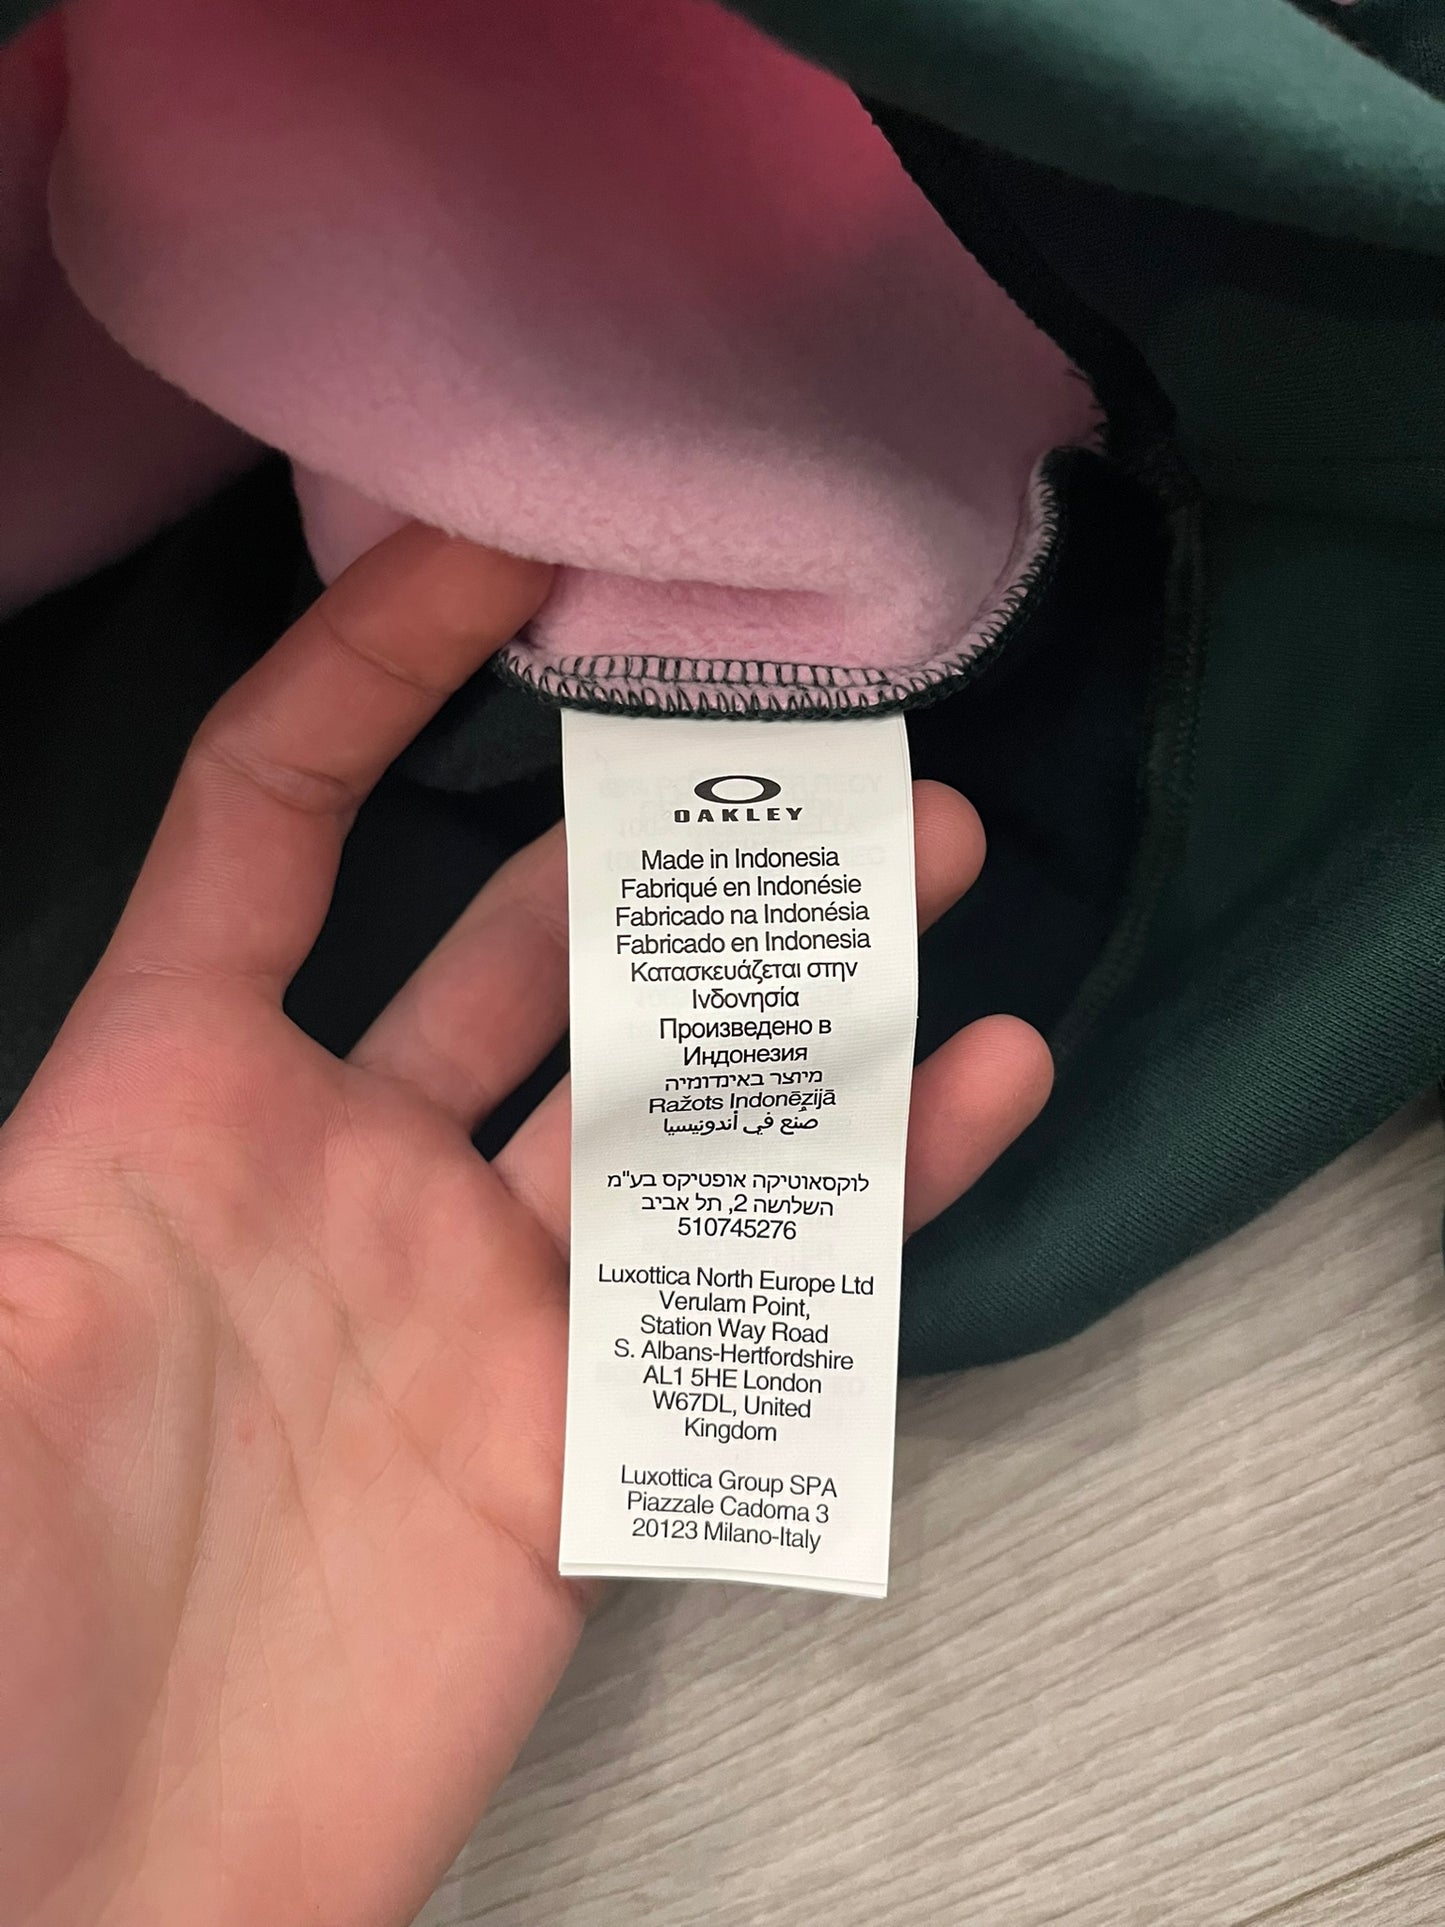 OAKLEY
Made in Indonesia
Fabriqué en Indonésie
Fabricado na Indonésia
Fabricado en Indonesia
Κατασκευάζεται στην
Ινδονησία
Произведено в
Индонезия
מיוצר באינדונזיה
Ražots Indonēzijā
صُنع في أندونيسيا
לוקסאוטיקה אופטיקס בע"מ
השלושה 2, תל אביב
510745276
Luxottica North Europe Ltd
Verulam Point,
Station Way Road
S. Albans-Hertfordshire
AL1 5HE London
W67DL, United
Kingdom
Luxottica Group SPA
Piazzale Cadorna 3
20123 Milano-Italy